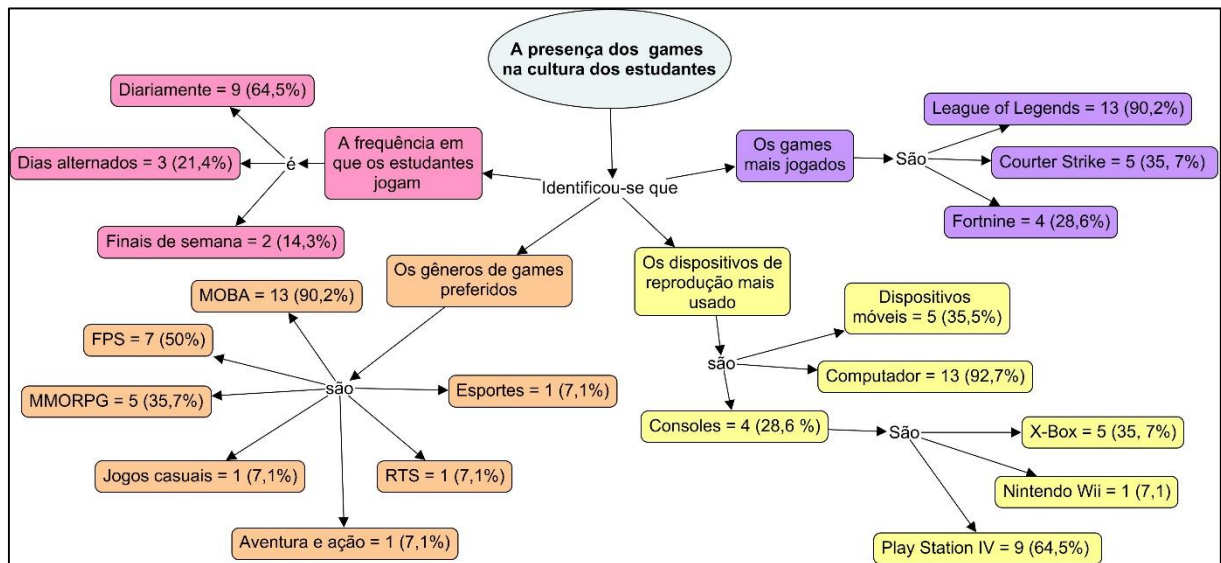 A presença dos games
na cultura dos estudantes
Identificou-se que
A frequência em
que os estudantes
jogam
é
Diariamente = 9 (64,5%)
Dias alternados = 3 (21,4%)
Finais de semana = 2 (14,3%)
Os games
mais jogados
São
League of Legends = 13 (90,2%)
Courter Strike = 5 (35, 7%)
Fortnine = 4 (28,6%)
Os gêneros de games
preferidos
são
MOBA = 13 (90,2%)
FPS = 7 (50%)
MMORPG = 5 (35,7%)
Jogos casuais = 1 (7,1%)
Aventura e ação = 1 (7,1%)
RTS = 1 (7,1%)
Esportes = 1 (7,1%)
Os dispositivos de
reprodução mais
usado
são
Dispositivos
móveis = 5 (35,5%)
Computador = 13 (92,7%)
Consoles = 4 (28,6 %)
São
X-Box = 5 (35, 7%)
Nintendo Wii = 1 (7,1)
Play Station IV = 9 (64,5%)